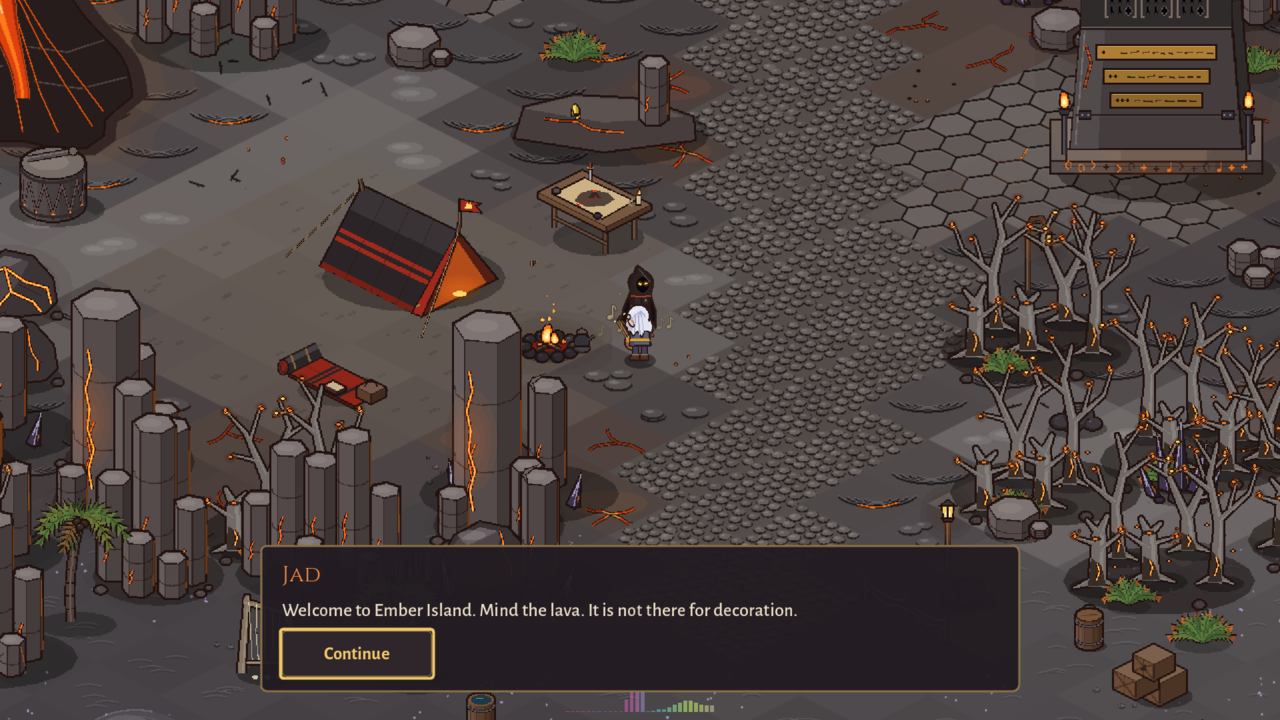 Jad
Welcome to Ember Island. Mind the lava. It is not there for decoration.
Continue